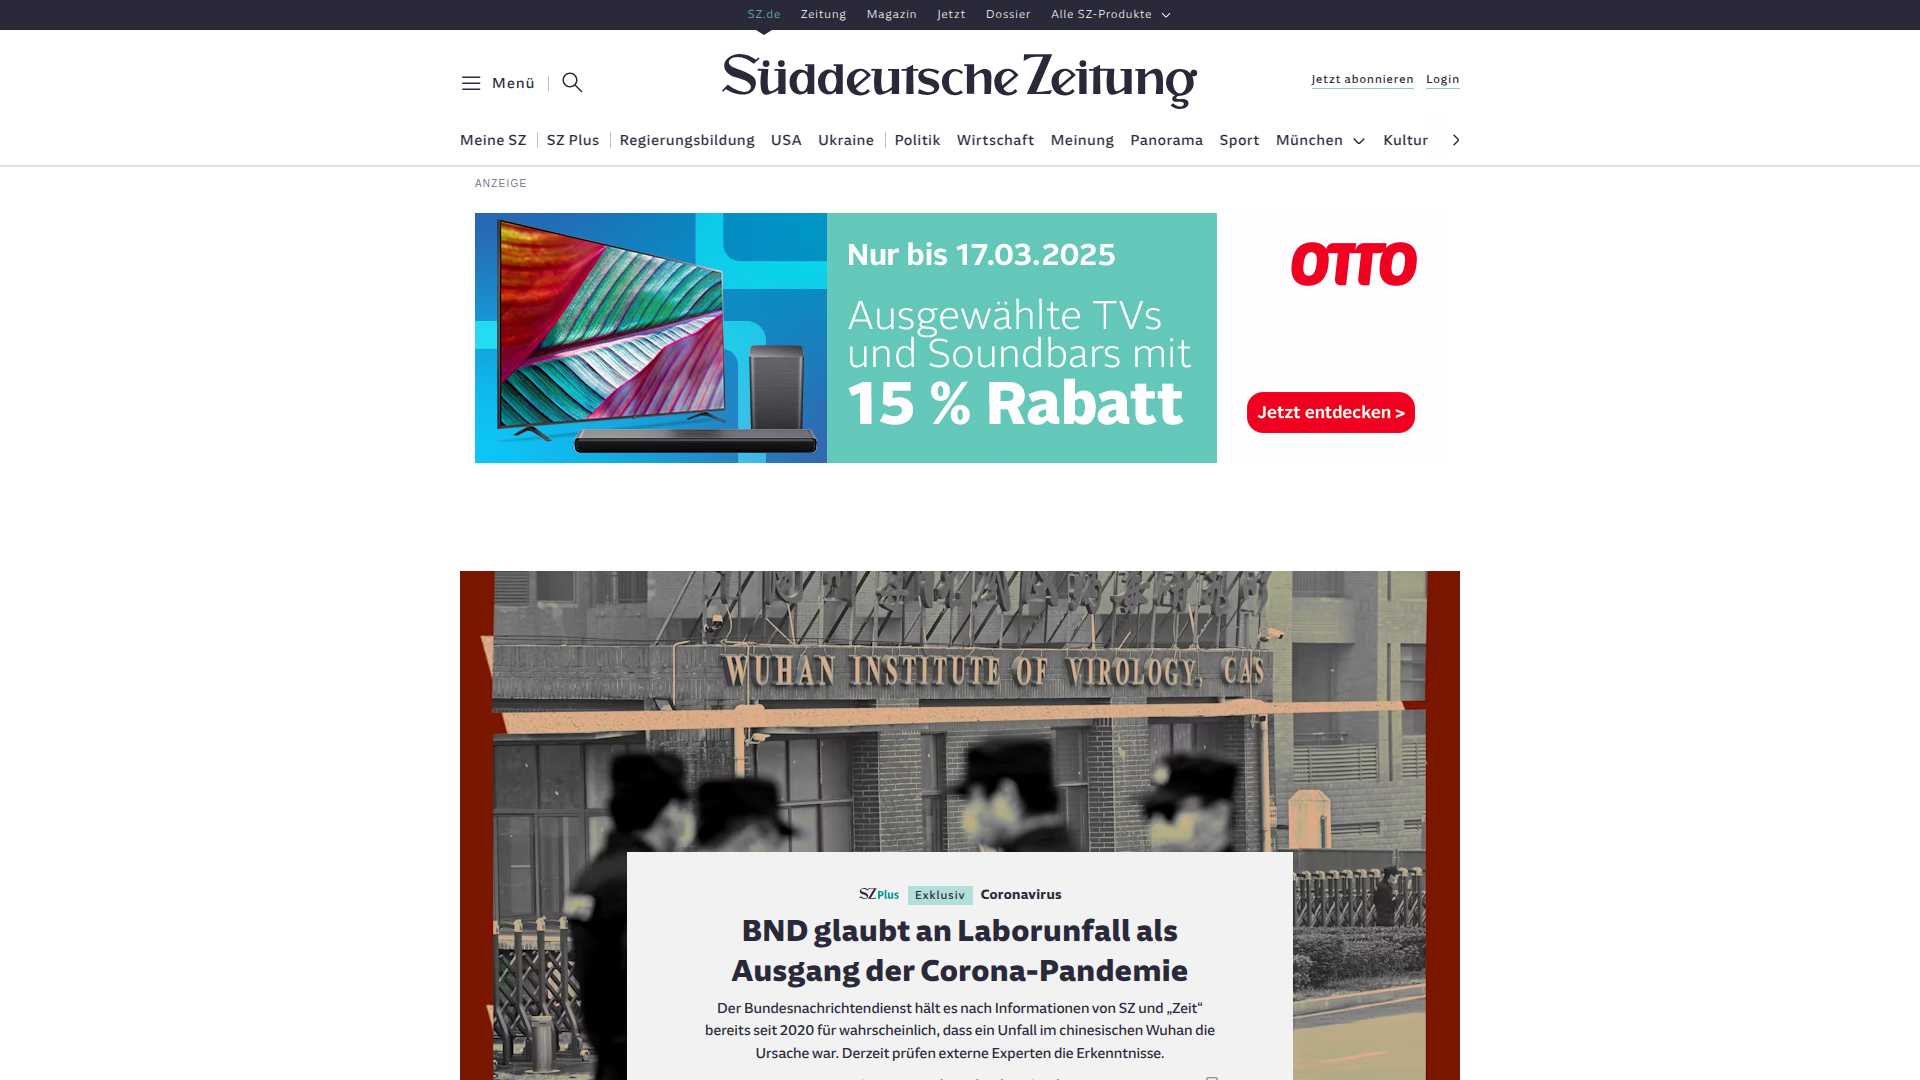 SZ.de Zeitung Magazin Jetzt Dossier Alle SZ-Produkte
Menü
Süddeutsche Zeitung
Jetzt abonnieren Login
Meine SZ SZ Plus Regierungsbildung USA Ukraine Politik Wirtschaft Meinung Panorama Sport München Kultur
ANZEIGE
Nur bis 17.03.2025
Ausgewählte TVs
und Soundbars mit
15 % Rabatt
OTTO
Jetzt entdecken >
WUHAN INSTITUTE OF VIROLOGY, CAS
SZ Plus Exklusiv Coronavirus
BND glaubt an Laborunfall als
Ausgang der Corona-Pandemie
Der Bundesnachrichtendienst hält es nach Informationen von SZ und „Zeit“
bereits seit 2020 für wahrscheinlich, dass ein Unfall im chinesischen Wuhan die
Ursache war. Derzeit prüfen externe Experten die Erkenntnisse.